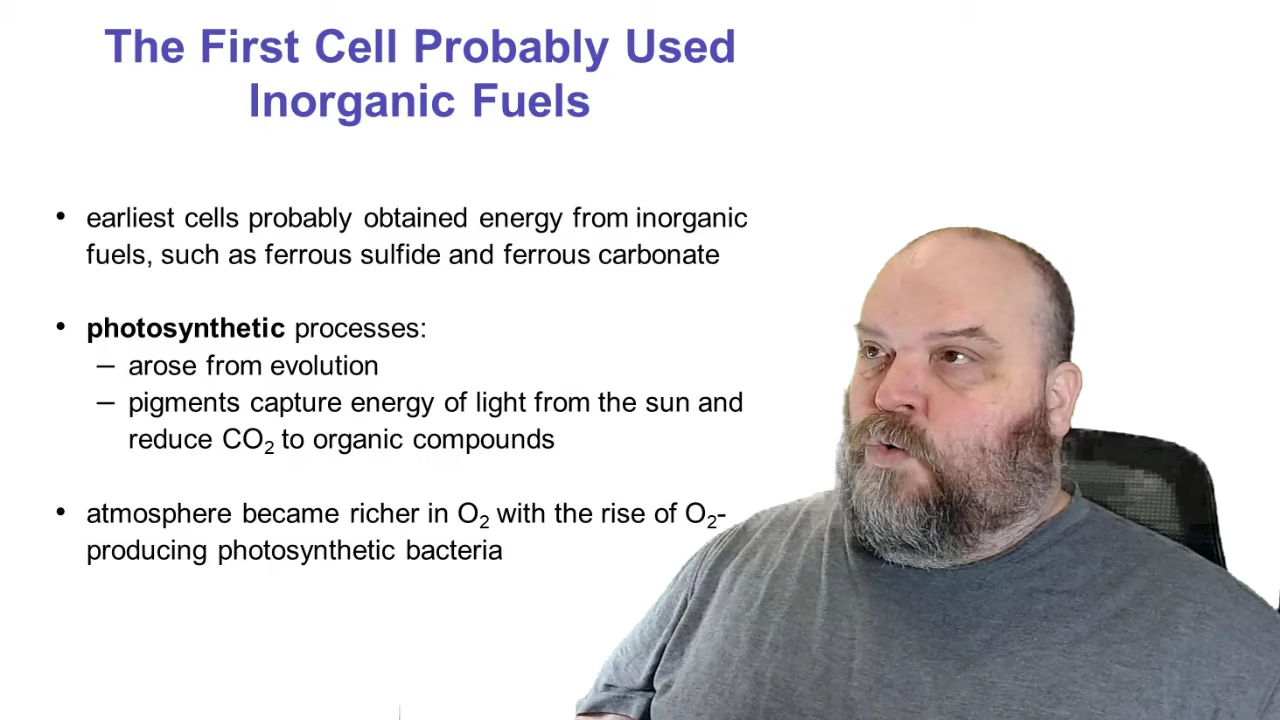 The First Cell Probably Used
Inorganic Fuels
• earliest cells probably obtained energy from inorganic
fuels, such as ferrous sulfide and ferrous carbonate
• photosynthetic processes:
– arose from evolution
– pigments capture energy of light from the sun and
reduce CO₂ to organic compounds
• atmosphere became richer in O₂ with the rise of O₂-
producing photosynthetic bacteria